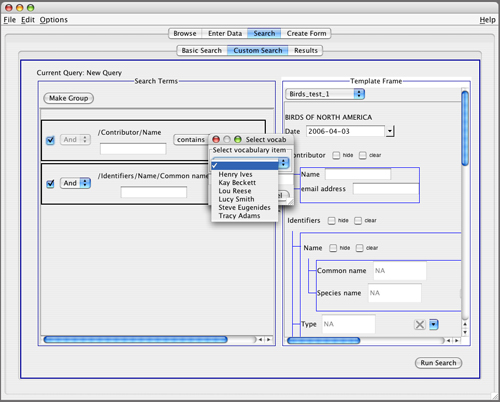 File Edit Options Help
Browse Enter Data Search Create Form
Basic Search Custom Search Results
Current Query: New Query
Search Terms
Make Group
And
/Contributor/Name
contains
And
/Identifiers/Name/Common name
Select vocab
Select vocabulary item
Henry Ives
Kay Beckett
Lou Reese
Lucy Smith
Steve Eugenides
Tracy Adams
Template Frame
Birds_test_1
BIRDS OF NORTH AMERICA
Date 2006-04-03
Contributor hide clear
Name
email address
Identifiers hide clear
Name hide clear
Common name NA
Species name NA
Type NA
Run Search